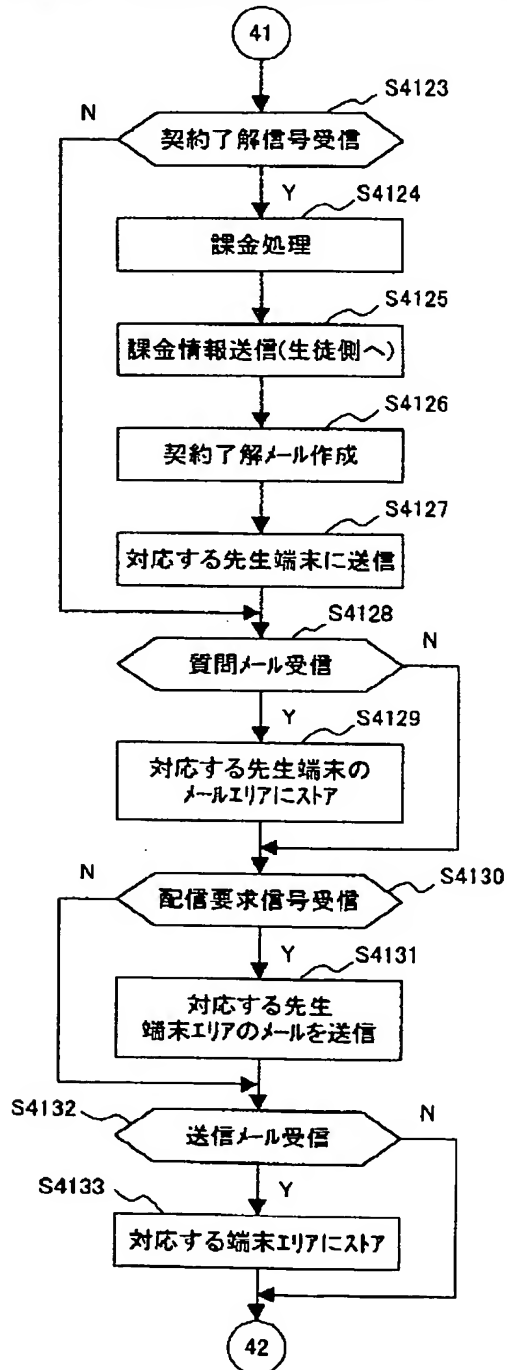 41
S4123
N
契約了解信号受信
Y
S4124
課金処理
S4125
課金情報送信(生徒側へ)
S4126
契約了解メール作成
S4127
対応する先生端末に送信
S4128
質問メール受信
N
Y
S4129
対応する先生端末の
メールエリアにストア
N
S4130
配信要求信号受信
Y
S4131
対応する先生
端末エリアのメールを送信
S4132
送信メール受信
N
Y
S4133
対応する端末エリアにストア
42